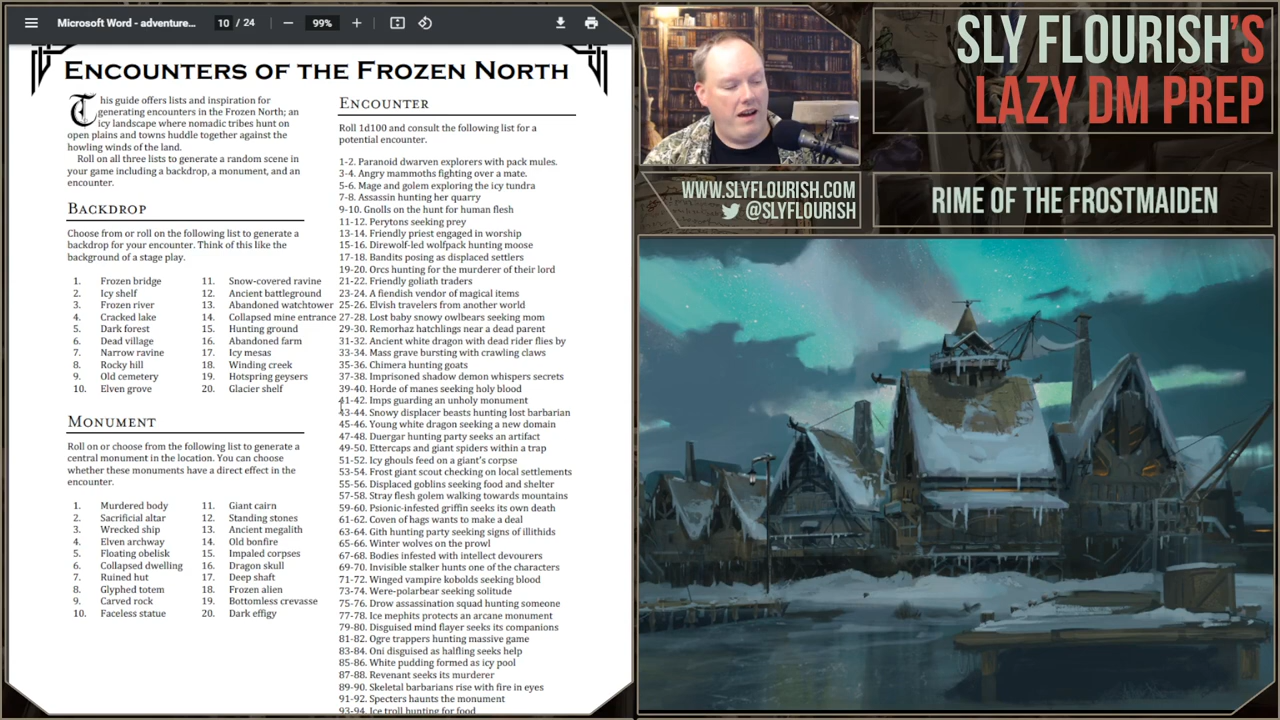 Microsoft Word - adventure...
10 / 24
99%
ENCOUNTERS OF THE FROZEN NORTH
This guide offers lists and inspiration for
generating encounters in the Frozen North; an
icy landscape where nomadic tribes hunt on
open plains and towns huddle together against the
howling winds of the land.
Roll on all three lists to generate a random scene in
your game including a backdrop, a monument, and an
encounter.
BACKDROP
Choose from or roll on the following list to generate a
backdrop for your encounter. Think of this like the
background of a stage play.
1. Frozen bridge
2. Icy shelf
3. Frozen river
4. Cracked lake
5. Dark forest
6. Dead village
7. Narrow ravine
8. Rocky hill
9. Old cemetery
10. Elven grove
11. Snow-covered ravine
12. Ancient battleground
13. Abandoned watchtower
14. Collapsed mine entrance
15. Hunting ground
16. Abandoned farm
17. Icy mesas
18. Winding creek
19. Hotspring geysers
20. Glacier shelf
MONUMENT
Roll on or choose from the following list to generate a
central monument in the location. You can choose
whether these monuments have a direct effect in the
encounter.
1. Murdered body
2. Sacrificial altar
3. Wrecked ship
4. Elven archway
5. Floating obelisk
6. Collapsed dwelling
7. Ruined hut
8. Glyphed totem
9. Carved rock
10. Faceless statue
11. Giant cairn
12. Standing stones
13. Ancient megalith
14. Old bonfire
15. Impaled corpses
16. Dragon skull
17. Deep shaft
18. Frozen alien
19. Bottomless crevasse
20. Dark effigy
ENCOUNTER
Roll 1d100 and consult the following list for a
potential encounter.
1-2. Paranoid dwarven explorers with pack mules.
3-4. Angry mammoths fighting over a mate.
5-6. Mage and golem exploring the icy tundra
7-8. Assassin hunting her quarry
9-10. Gnolls on the hunt for human flesh
11-12. Perytons seeking prey
13-14. Friendly priest engaged in worship
15-16. Direwolf-led wolfpack hunting moose
17-18. Bandits posing as displaced settlers
19-20. Orcs hunting for the murderer of their lord
21-22. Friendly goliath traders
23-24. A fiendish vendor of magical items
25-26. Elvish travelers from another world
27-28. Lost baby snowy owlbears seeking mom
29-30. Remorhaz hatchlings near a dead parent
31-32. Ancient white dragon with dead rider flies by
33-34. Mass grave bursting with crawling claws
35-36. Chimera hunting goats
37-38. Imprisoned shadow demon whispers secrets
39-40. Horde of manes seeking holy blood
41-42. Imps guarding an unholy monument
43-44. Snowy displacer beasts hunting lost barbarian
45-46. Young white dragon seeking a new domain
47-48. Duergar hunting party seeks an artifact
49-50. Ettercaps and giant spiders within a trap
51-52. Icy ghouls feed on a giant's corpse
53-54. Frost giant scout checking on local settlements
55-56. Displaced goblins seeking food and shelter
57-58. Stray flesh golem walking towards mountains
59-60. Psionic-infested griffin seeks its own death
61-62. Coven of hags wants to make a deal
63-64. Gith hunting party seeking signs of illithids
65-66. Winter wolves on the prowl
67-68. Bodies infested with intellect devourers
69-70. Invisible stalker hunts one of the characters
71-72. Winged vampire kobolds seeking blood
73-74. Were-polarbear seeking solitude
75-76. Drow assassination squad hunting someone
77-78. Ice mephits protects an arcane monument
79-80. Disguised mind flayer seeks its companions
81-82. Ogre trappers hunting massive game
83-84. Oni disguised as halfling seeks help
85-86. White pudding formed as icy pool
87-88. Revenant seeks its murderer
89-90. Skeletal barbarians rise with fire in eyes
91-92. Specters haunts the monument
93-94. Ice troll hunting for food
SLY FLOURISH'S
LAZY DM PREP
WWW.SLYFLOURISH.COM
@SLYFLOURISH
RIME OF THE FROSTMAIDEN